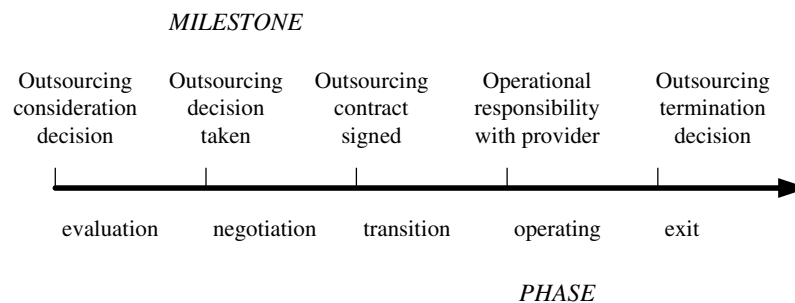 MILESTONE
Outsourcing consideration decision
Outsourcing decision taken
Outsourcing contract signed
Operational responsibility with provider
Outsourcing termination decision
evaluation
negotiation
transition
operating
exit
PHASE